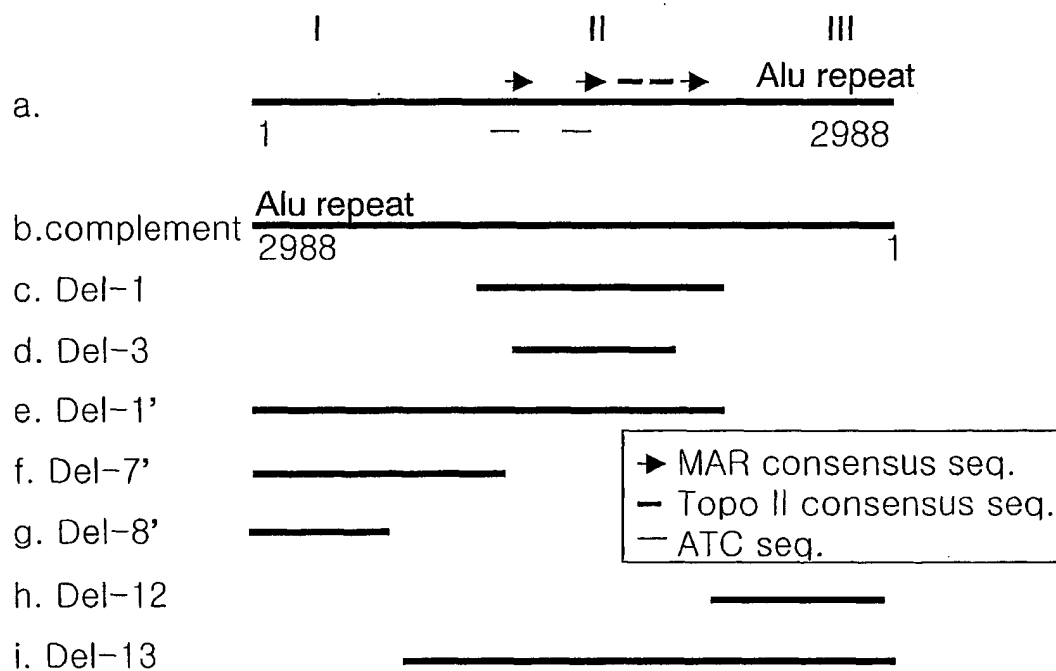 I II III
Alu repeat
a.
1 2988
Alu repeat
b.complement
2988 1
c. Del-1
d. Del-3
e. Del-1'
f. Del-7'
MAR consensus seq.
Topo II consensus seq.
g. Del-8'
ATC seq.
h. Del-12
i. Del-13